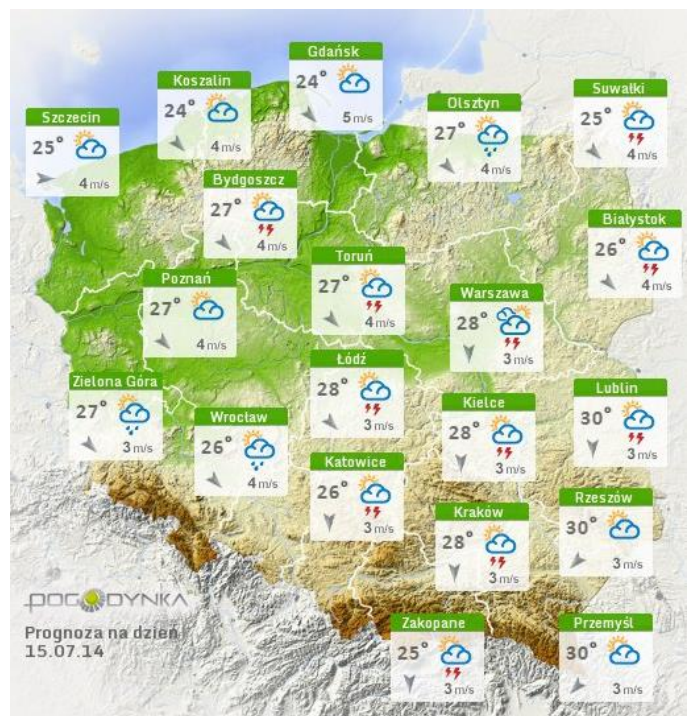 Gdańsk
24°
5 m/s
Koszalin
24°
4 m/s
Suwałki
25°
4 m/s
Olsztyn
27°
4 m/s
Szczecin
25°
4 m/s
Bydgoszcz
27°
4 m/s
Białystok
26°
4 m/s
Toruń
27°
4 m/s
Poznań
27°
4 m/s
Warszawa
28°
3 m/s
Łódź
28°
3 m/s
Zielona Góra
27°
3 m/s
Lublin
30°
3 m/s
Kielce
28°
3 m/s
Wrocław
26°
4 m/s
Katowice
26°
3 m/s
Rzeszów
30°
3 m/s
Kraków
28°
3 m/s
POGODYNKA
Prognoza na dzień
15.07.14
Zakopane
25°
3 m/s
Przemyśl
30°
3 m/s